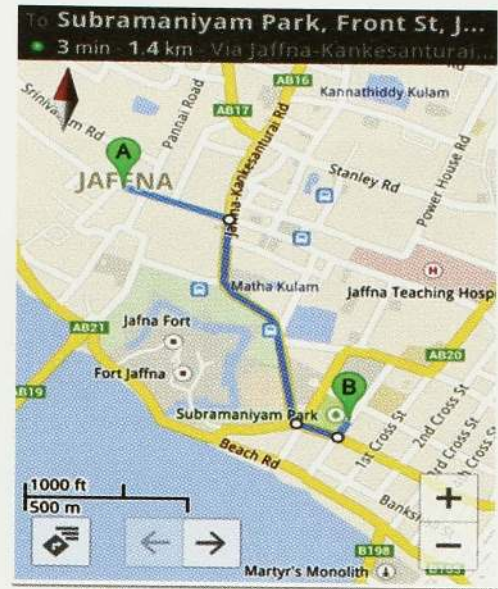 To Subramaniyam Park, Front St, J...
3 min · 1.4 km · Via Jaffna-Kankesanturai...
AB16
Rd
Kannathiddy Kulam
AB17
Pannai Road
Jaffna-Kankesanturai Rd
Power House Rd
Stanley Rd
A
JAFFNA
H
Matha Kulam
Jaffna Teaching Hosp
AB21
Jafna Fort
AB20
Fort Jaffna
B
AB19
Subramaniyam Park
1st Cross St
2nd Cross St
3rd Cross St
Cross St
Beach Rd
1000 ft
500 m
+
−
B198
Martyr's Monolith